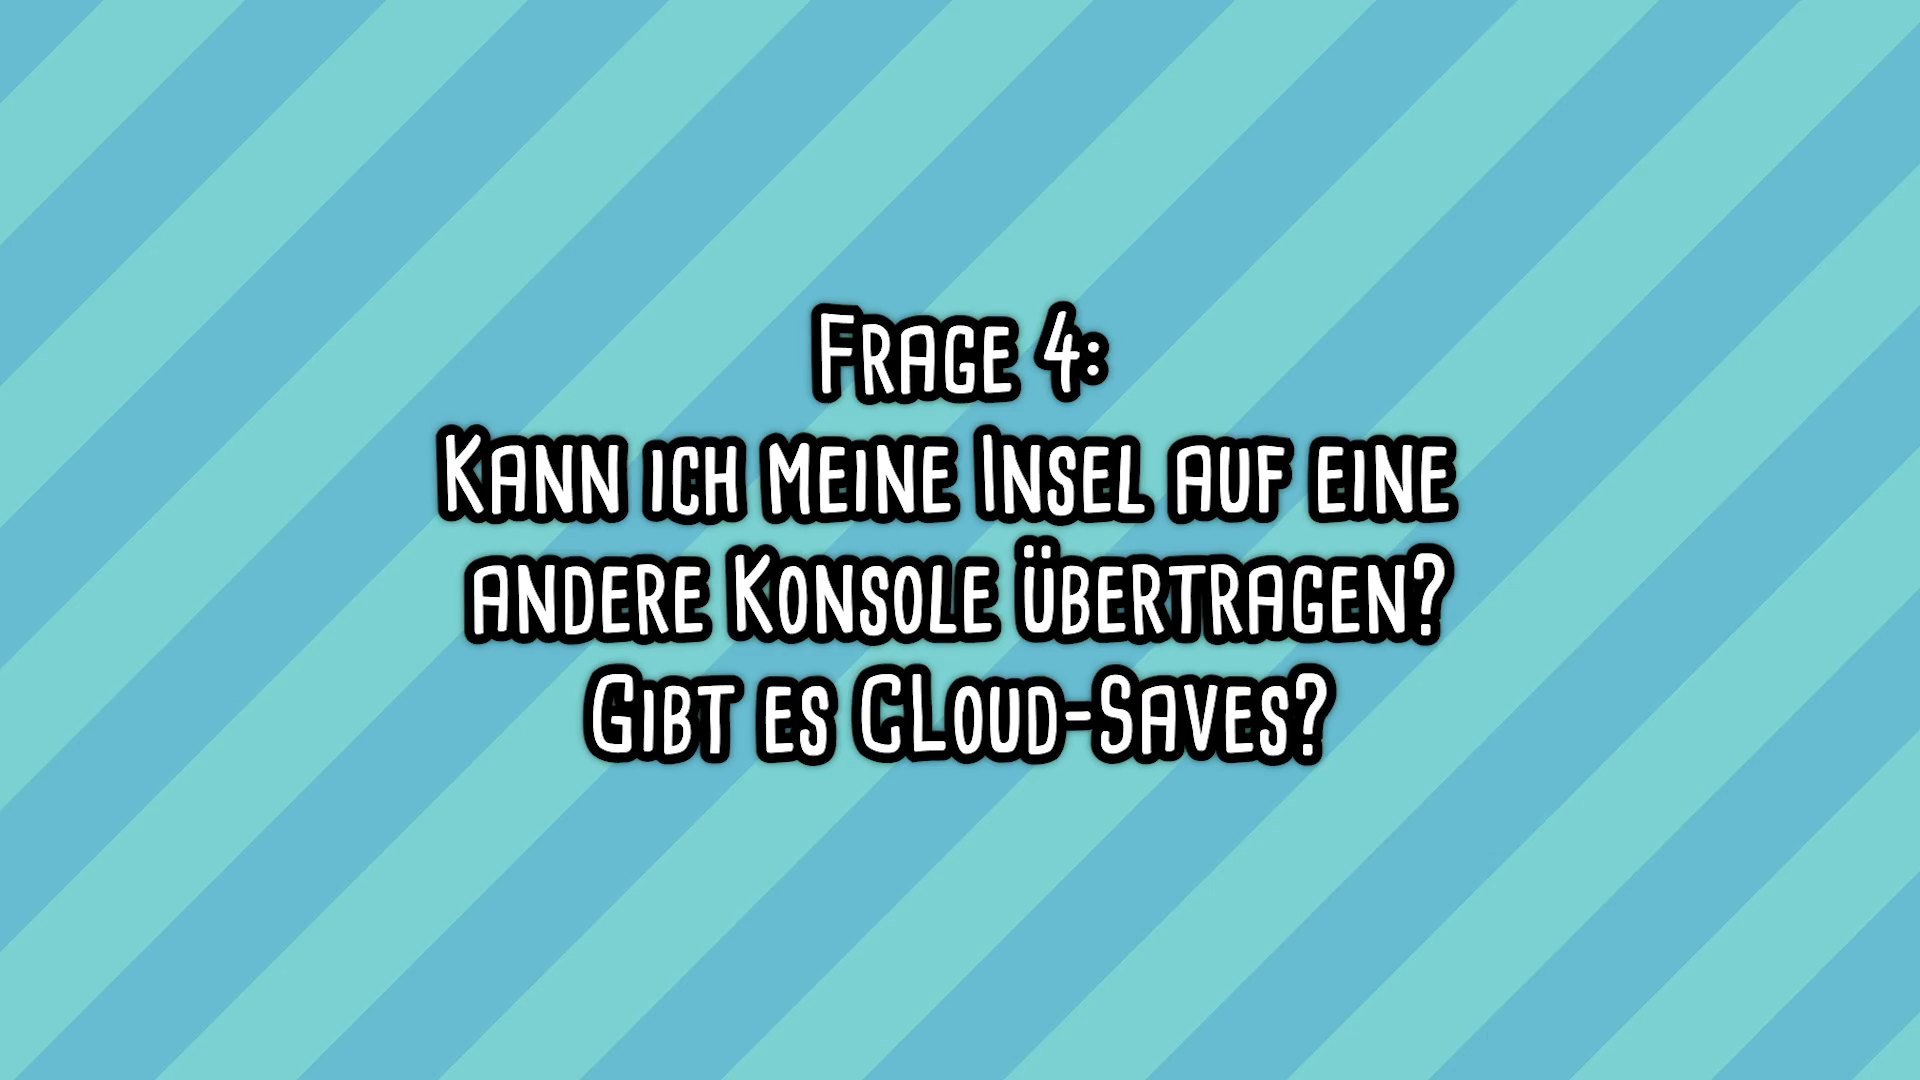 Frage 4:
Kann ich meine Insel auf eine
andere Konsole übertragen?
Gibt es CLoud-Saves?